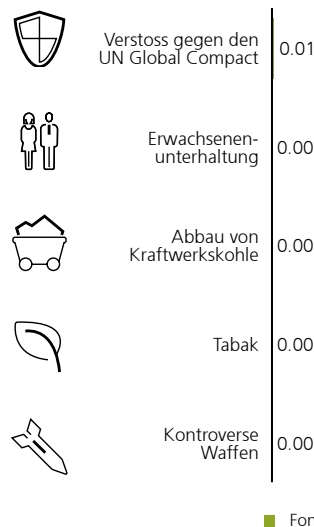 Verstoss gegen den
UN Global Compact
0.01
Erwachsenen-
unterhaltung
0.00
Abbau von
Kraftwerkskohle
0.00
Tabak
0.00
Kontroverse
Waffen
0.00